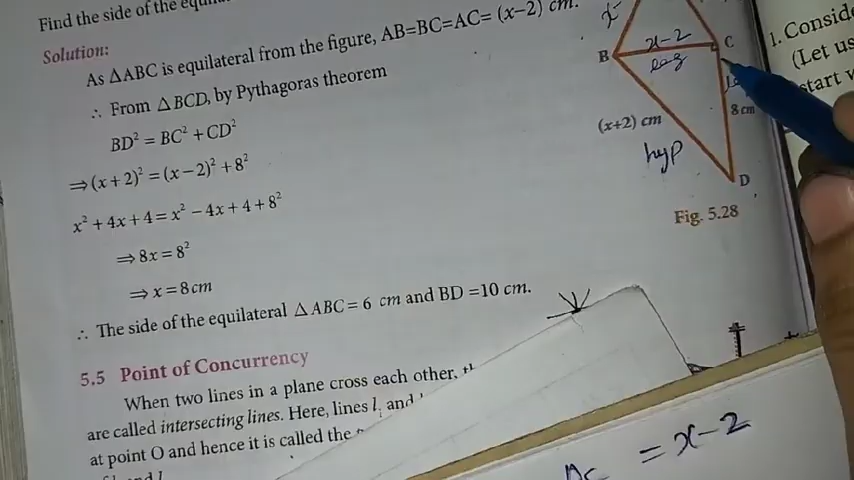 Find the side of the
Solution:
As △ABC is equilateral from the figure, AB=BC=AC= (x−2) cm.
∴ From △BCD, by Pythagoras theorem
BD² = BC² + CD²
⇒ (x+2)² = (x−2)² + 8²
x² + 4x + 4 = x² − 4x + 4 + 8²
⇒ 8x = 8²
⇒ x = 8 cm
∴ The side of the equilateral △ABC = 6 cm and BD =10 cm.
5.5 Point of Concurrency
When two lines in a plane cross each other,
are called intersecting lines. Here, lines l₁ and
at point O and hence it is called the
and l
B
x−2
leg
C
8 cm
(x+2) cm
hyp
D
Fig. 5.28
1.
(Let us
start
= x−2